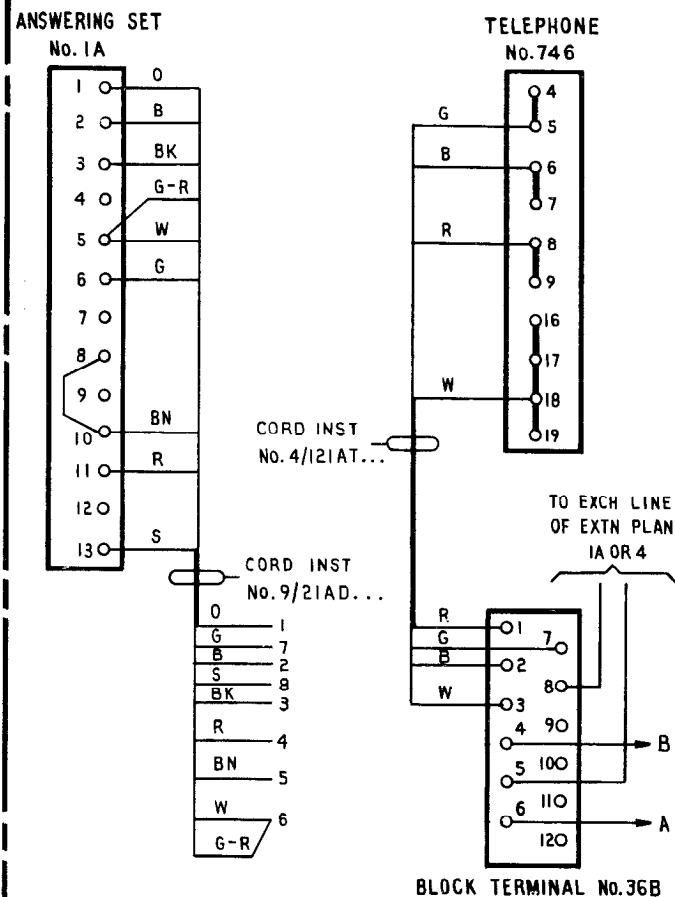 ANSWERING SET
No. 1A
1 O
2 B
3 BK
4 G-R
5 W
6 G
7
8
9
10 BN
11 R
12
13 S
CORD INST
No. 9/21AD...
O 1
G 7
B 2
S 8
BK 3
R 4
BN 5
W 6
G-R
TELEPHONE
No. 746
4
G 5
B 6
7
R 8
9
16
17
W 18
19
CORD INST
No. 4/121AT...
TO EXCH LINE
OF EXTN PLAN
1A OR 4
R 1
G 7
B 2
8
W 3
9
4 B
10
5
11
6 A
12
BLOCK TERMINAL No. 36B